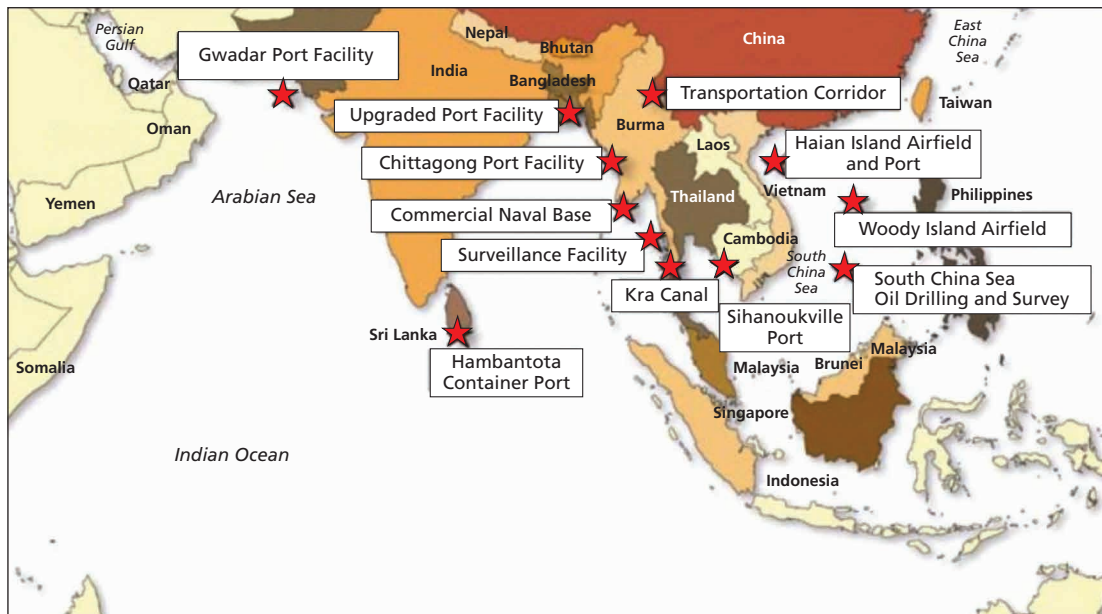 Persian
Gulf
Gwadar Port Facility
Nepal
Bhutan
China
East
China
Sea
Qatar
India
Bangladesh
Transportation Corridor
Taiwan
Oman
Upgraded Port Facility
Burma
Laos
Haian Island Airfield
and Port
Chittagong Port Facility
Yemen
Arabian Sea
Thailand
Vietnam
Philippines
Commercial Naval Base
Woody Island Airfield
Cambodia
Surveillance Facility
South
China
Sea
South China Sea
Oil Drilling and Survey
Kra Canal
Sihanoukville
Port
Sri Lanka
Somalia
Hambantota
Container Port
Malaysia
Brunei
Malaysia
Singapore
Indian Ocean
Indonesia